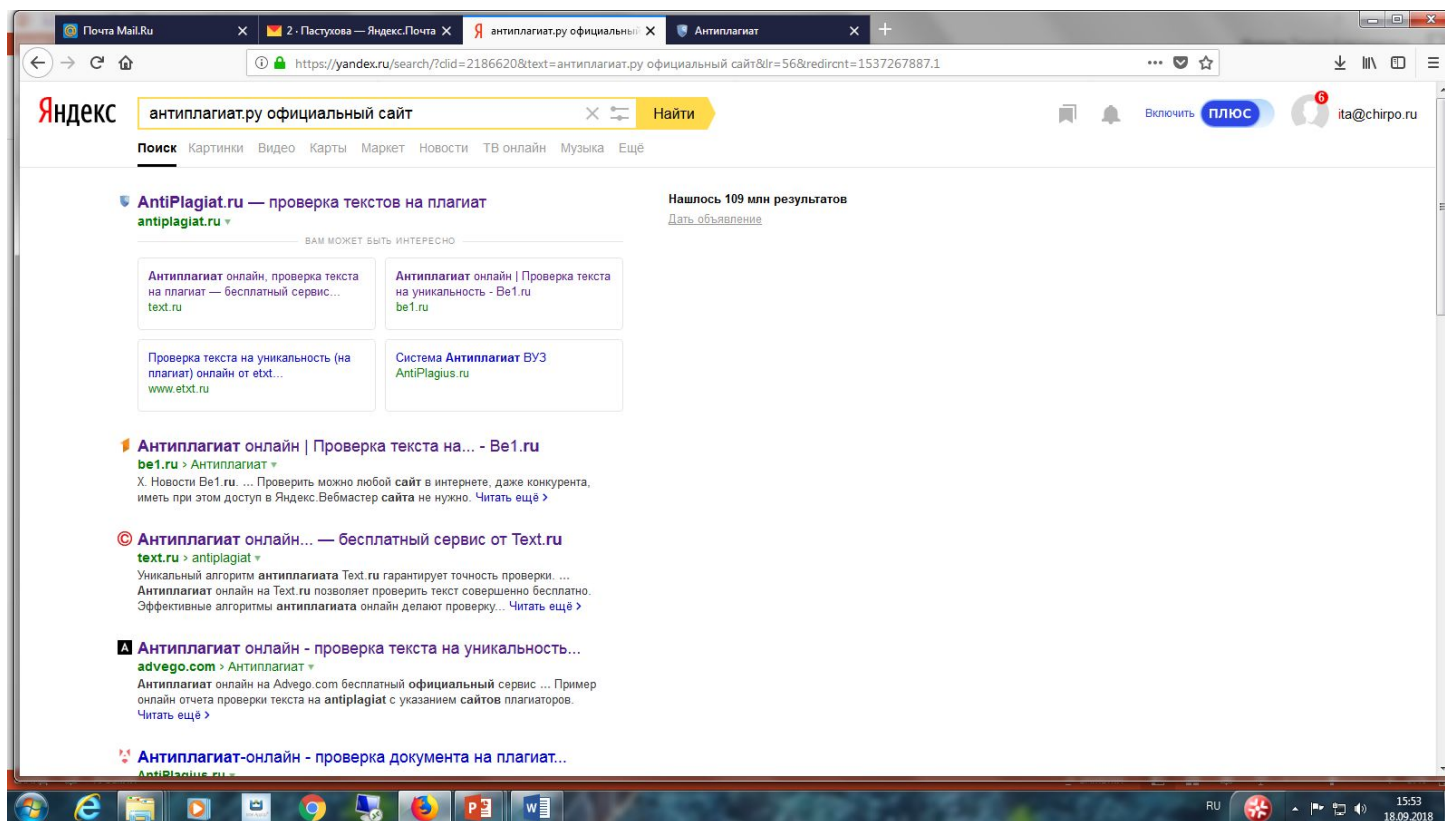 Почта Mail.Ru
2 · Пастухова — Яндекс.Почта
Я антиплагиат.ру официальный
Антиплагиат
https://yandex.ru/search/?clid=2186620&text=антиплагиат.ру официальный сайт&lr=56&redircnt=1537267887.1
Яндекс
антиплагиат.ру официальный сайт
Найти
Включить ПЛЮС
6
ita@chirpo.ru
Поиск Картинки Видео Карты Маркет Новости ТВ онлайн Музыка Ещё
AntiPlagiat.ru — проверка текстов на плагиат
antiplagiat.ru
Нашлось 109 млн результатов
Дать объявление
ВАМ МОЖЕТ БЫТЬ ИНТЕРЕСНО
Антиплагиат онлайн, проверка текста
на плагиат — бесплатный сервис...
text.ru
Антиплагиат онлайн | Проверка текста
на уникальность - Be1.ru
be1.ru
Проверка текста на уникальность (на
плагиат) онлайн от etxt...
www.etxt.ru
Система Антиплагиат ВУЗ
AntiPlagius.ru
Антиплагиат онлайн | Проверка текста на... - Be1.ru
be1.ru › Антиплагиат
X. Новости Be1.ru. ... Проверить можно любой сайт в интернете, даже конкурента,
иметь при этом доступ в Яндекс.Вебмастер сайта не нужно. Читать ещё ›
© Антиплагиат онлайн... — бесплатный сервис от Text.ru
text.ru › antiplagiat
Уникальный алгоритм антиплагиата Text.ru гарантирует точность проверки. ...
Антиплагиат онлайн на Text.ru позволяет проверить текст совершенно бесплатно.
Эффективные алгоритмы антиплагиата онлайн делают проверку... Читать ещё ›
A Антиплагиат онлайн - проверка текста на уникальность...
advego.com › Антиплагиат
Антиплагиат онлайн на Advego.com бесплатный официальный сервис ... Пример
онлайн отчета проверки текста на antiplagiat с указанием сайтов плагиаторов.
Читать ещё ›
Антиплагиат-онлайн - проверка документа на плагиат...
AntiPlagius.ru
RU
15:53
18.09.2018